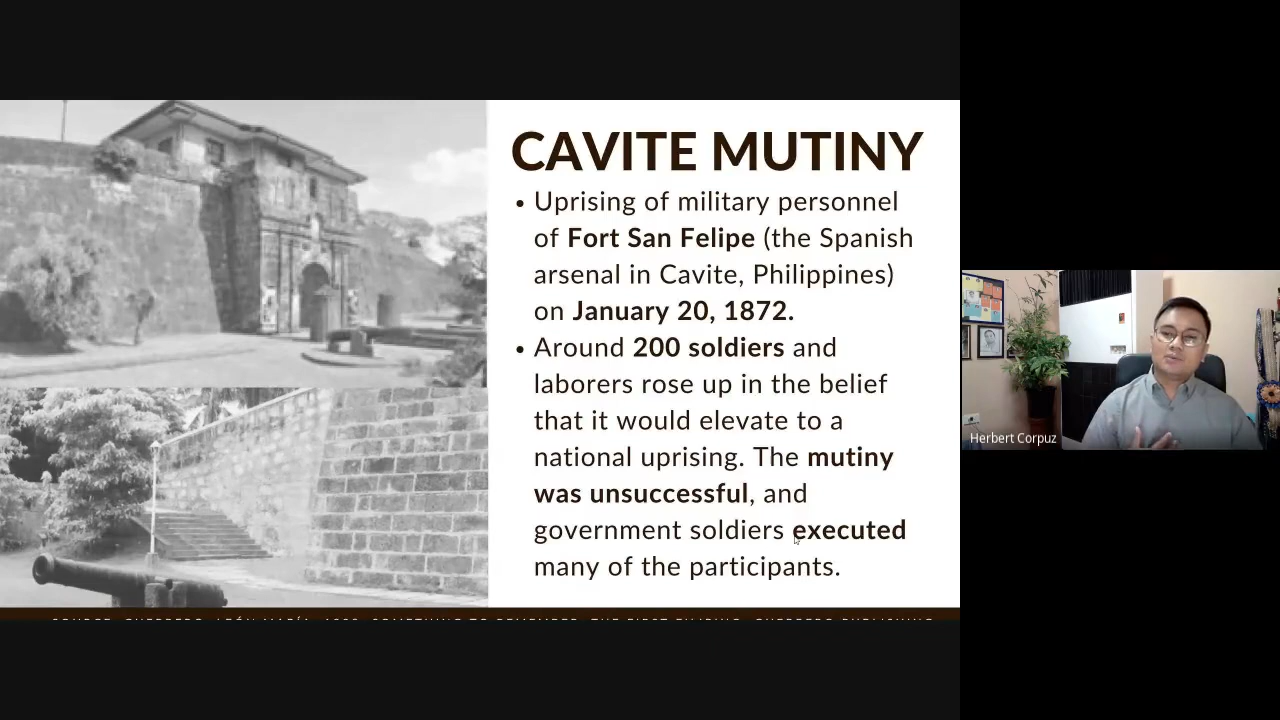 CAVITE MUTINY
• Uprising of military personnel
of Fort San Felipe (the Spanish
arsenal in Cavite, Philippines)
on January 20, 1872.
• Around 200 soldiers and
laborers rose up in the belief
that it would elevate to a
national uprising. The mutiny
was unsuccessful, and
government soldiers executed
many of the participants.
Herbert Corpuz